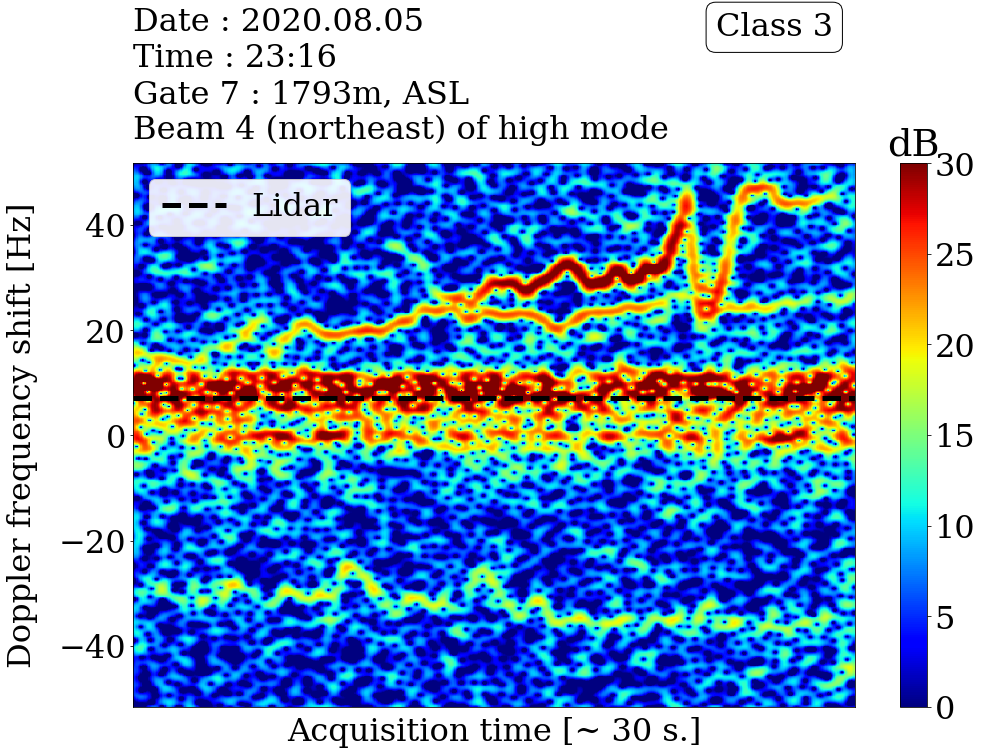 Date : 2020.08.05
Time : 23:16
Gate 7 : 1793m, ASL
Beam 4 (northeast) of high mode
Class 3
dB
Lidar
Doppler frequency shift [Hz]
40
20
0
−20
−40
Acquisition time [~ 30 s.]
30
25
20
15
10
5
0